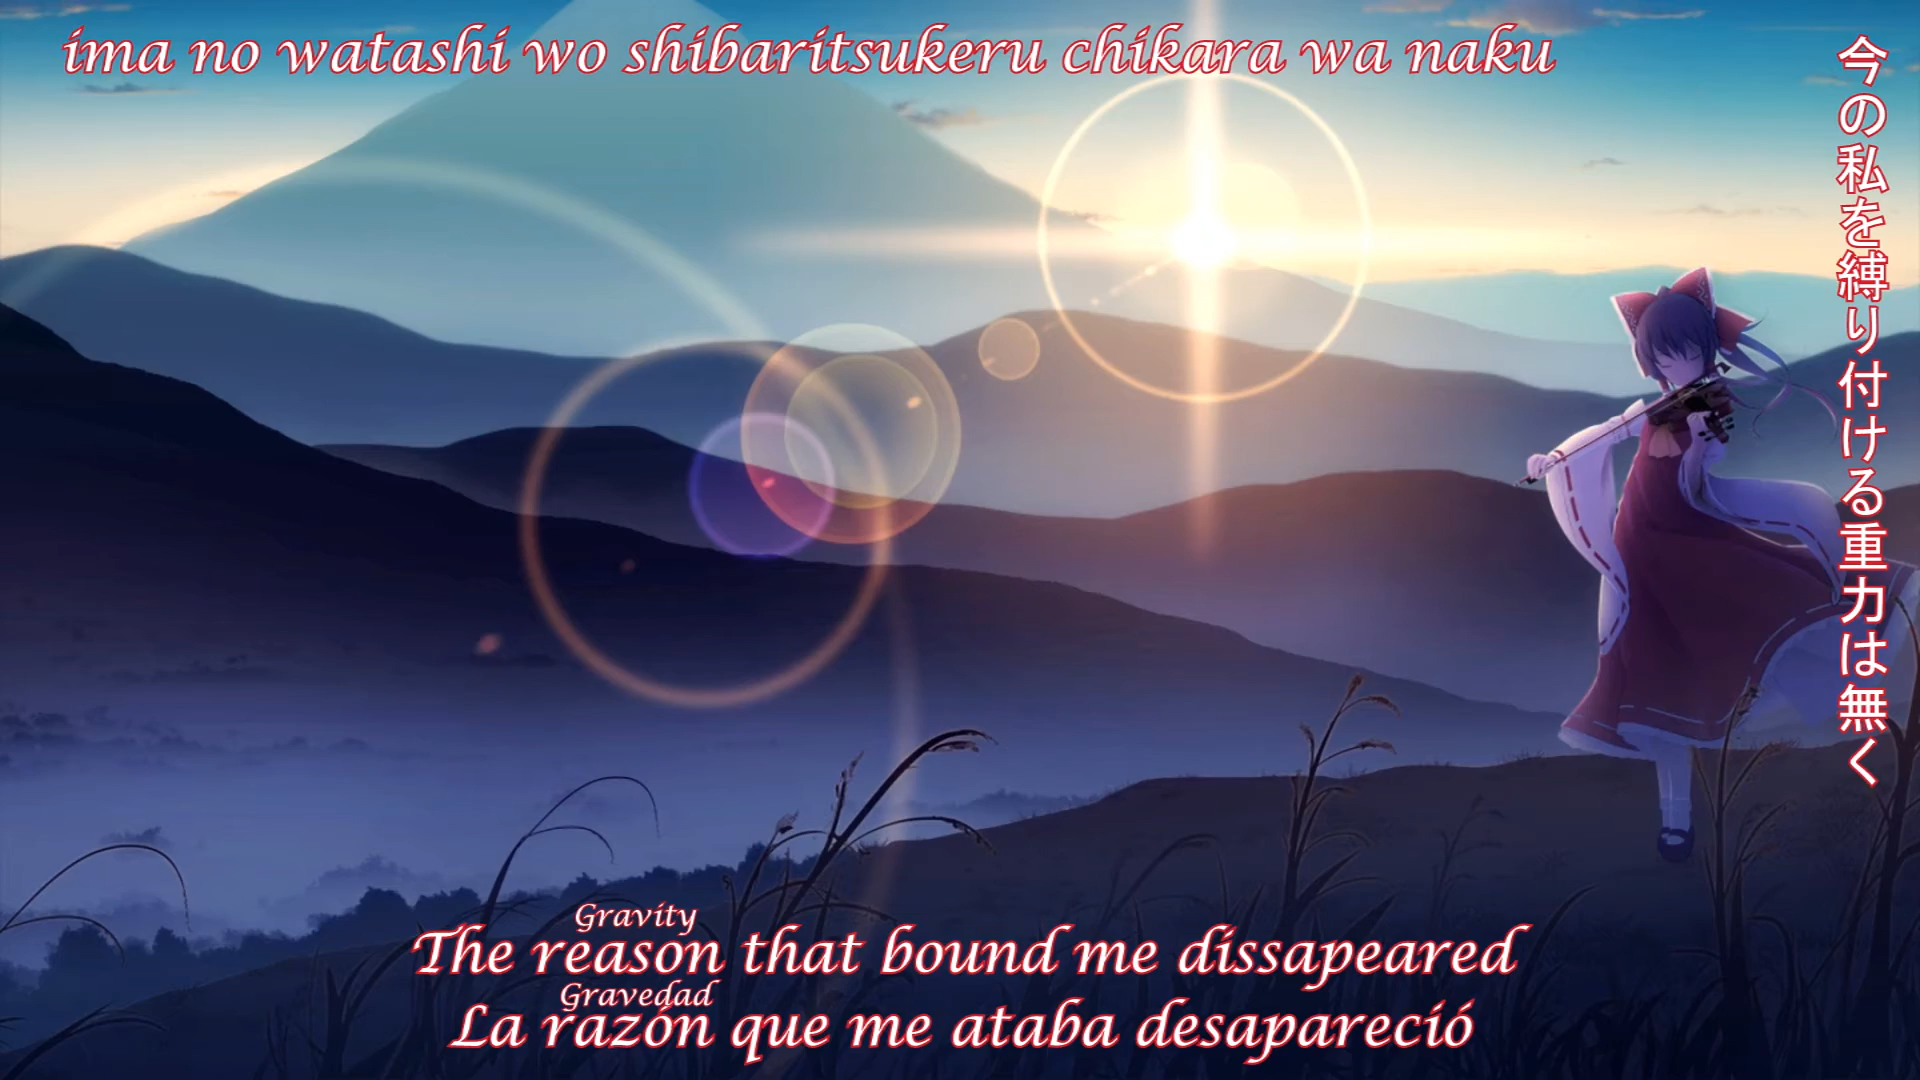 ima no watashi wo shibaritsukeru chikara wa naku
今の私を縛り付ける重力は無く
Gravity
The reason that bound me dissapeared
Gravedad
La razón que me ataba desapareció